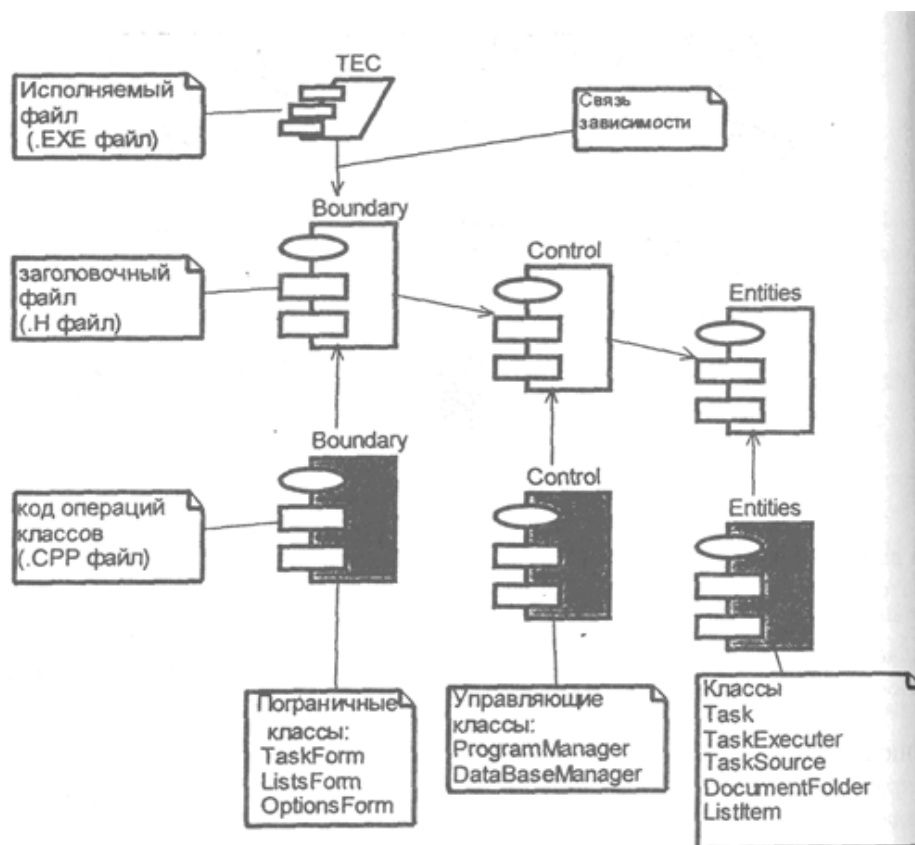 TEC
Исполняемый
файл
(.EXE файл)
Связь
зависимости
Boundary
заголовочный
файл
(.H файл)
Control
Entities
Boundary
код операций
классов
(.CPP файл)
Control
Entities
Пограничные
классы:
TaskForm
ListsForm
OptionsForm
Управляющие
классы:
ProgramManager
DataBaseManager
Классы
Task
TaskExecuter
TaskSource
DocumentFolder
ListItem